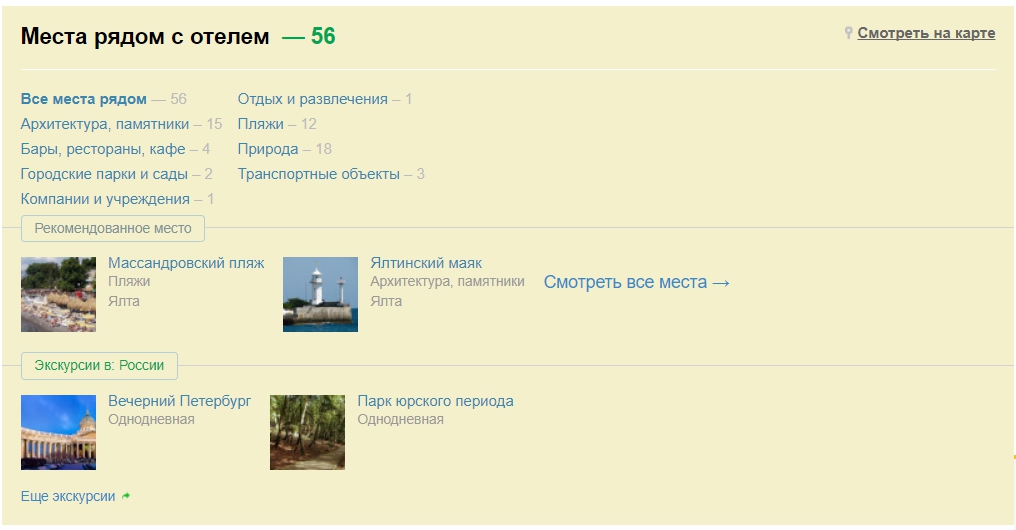 Места рядом с отелем — 56
Смотреть на карте
Все места рядом — 56
Архитектура, памятники – 15
Бары, рестораны, кафе – 4
Городские парки и сады – 2
Компании и учреждения – 1
Отдых и развлечения – 1
Пляжи – 12
Природа – 18
Транспортные объекты – 3
Рекомендованное место
Массандровский пляж
Пляжи
Ялта
Ялтинский маяк
Архитектура, памятники
Ялта
Смотреть все места →
Экскурсии в: России
Вечерний Петербург
Однодневная
Парк юрского периода
Однодневная
Еще экскурсии